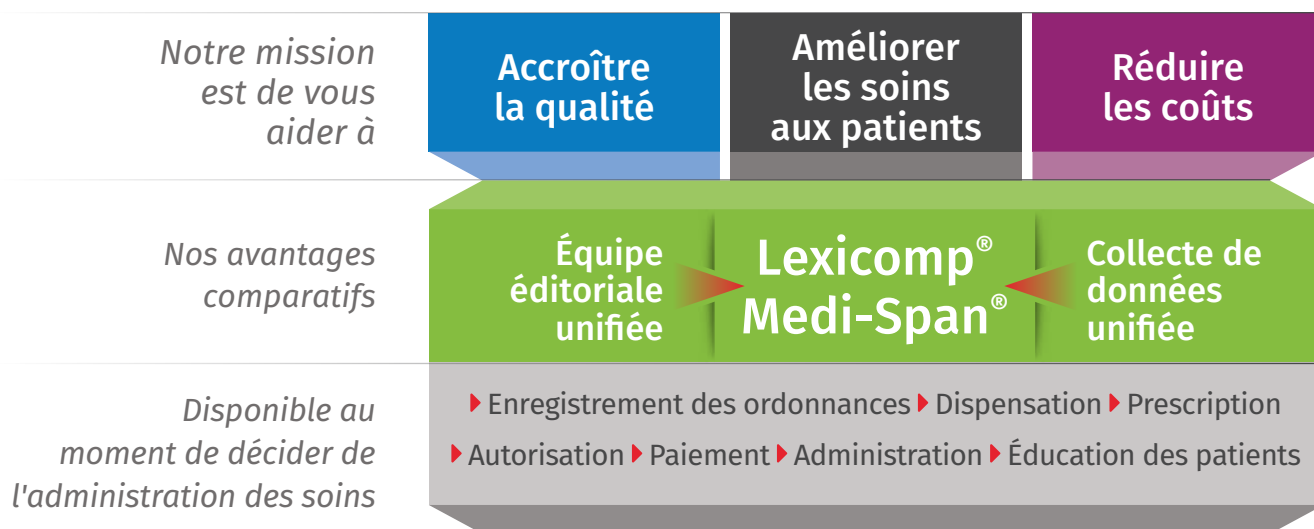 Notre mission
est de vous
aider à
Accroître
la qualité
Améliorer
les soins
aux patients
Réduire
les coûts
Nos avantages
comparatifs
Équipe
éditoriale
unifiée
Lexicomp®
Medi-Span®
Collecte de
données
unifiée
Disponible au
moment de décider de
l'administration des soins
Enregistrement des ordonnances Dispensation Prescription
Autorisation Paiement Administration Éducation des patients